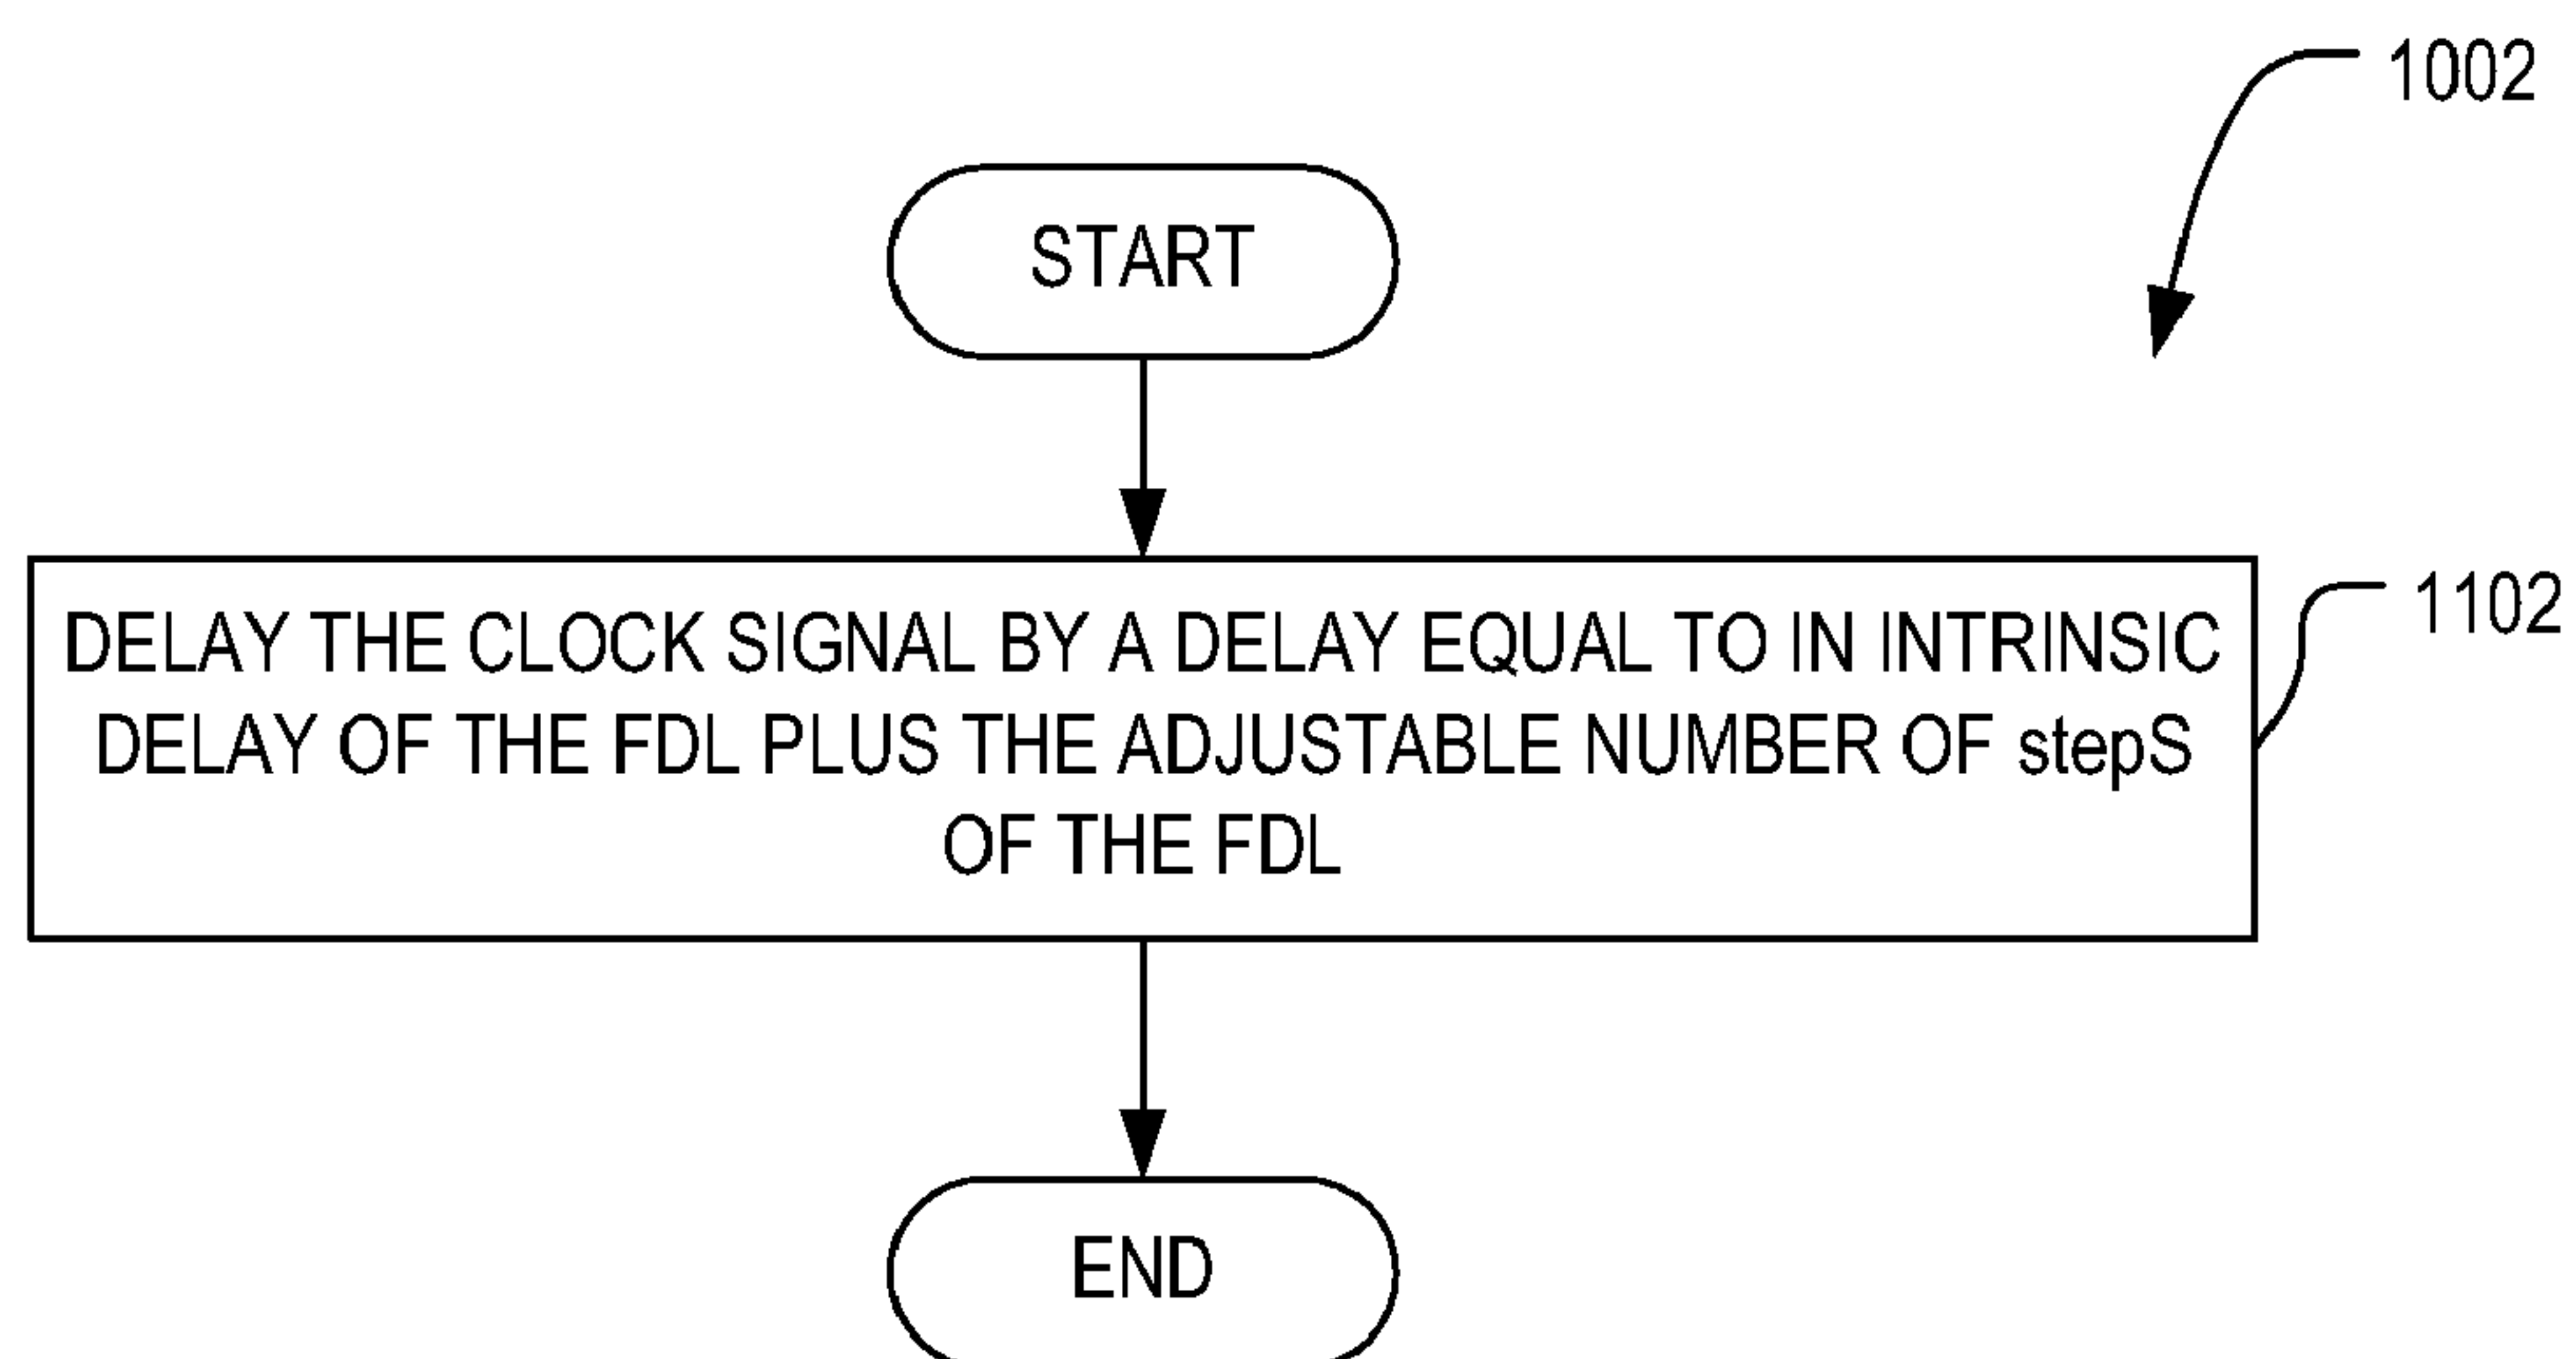 1002
START
DELAY THE CLOCK SIGNAL BY A DELAY EQUAL TO IN INTRINSIC
DELAY OF THE FDL PLUS THE ADJUSTABLE NUMBER OF stepS
OF THE FDL
1102
END